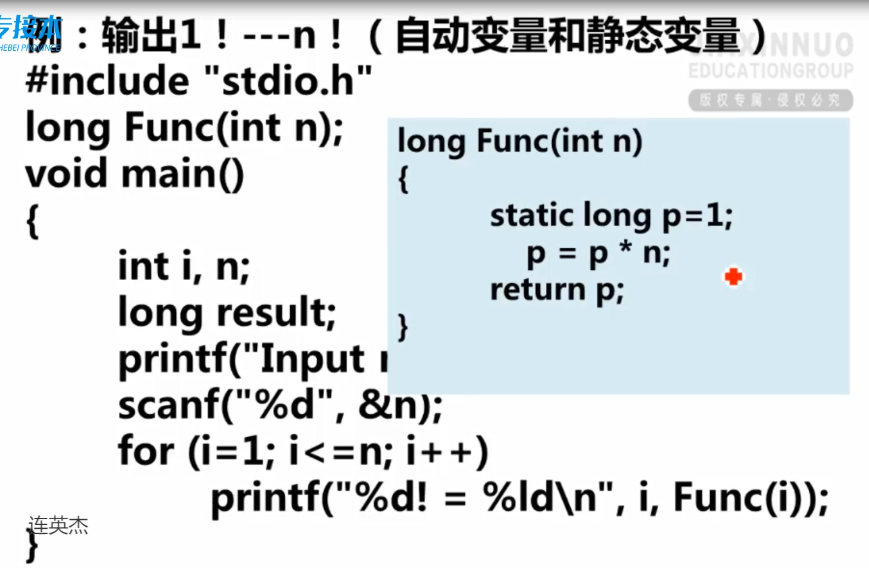 专接本
HEBEI PROVINCE
例：输出1！---n！（自动变量和静态变量）
XINNUO
EDUCATIONGROUP
版权专属·侵权必究
#include "stdio.h"
long Func(int n);
void main()
{
int i, n;
long result;
printf("Input
scanf("%d", &n);
for (i=1; i<=n; i++)
printf("%d! = %ld\n", i, Func(i));
}
long Func(int n)
{
static long p=1;
p = p * n;
return p;
}
连英杰